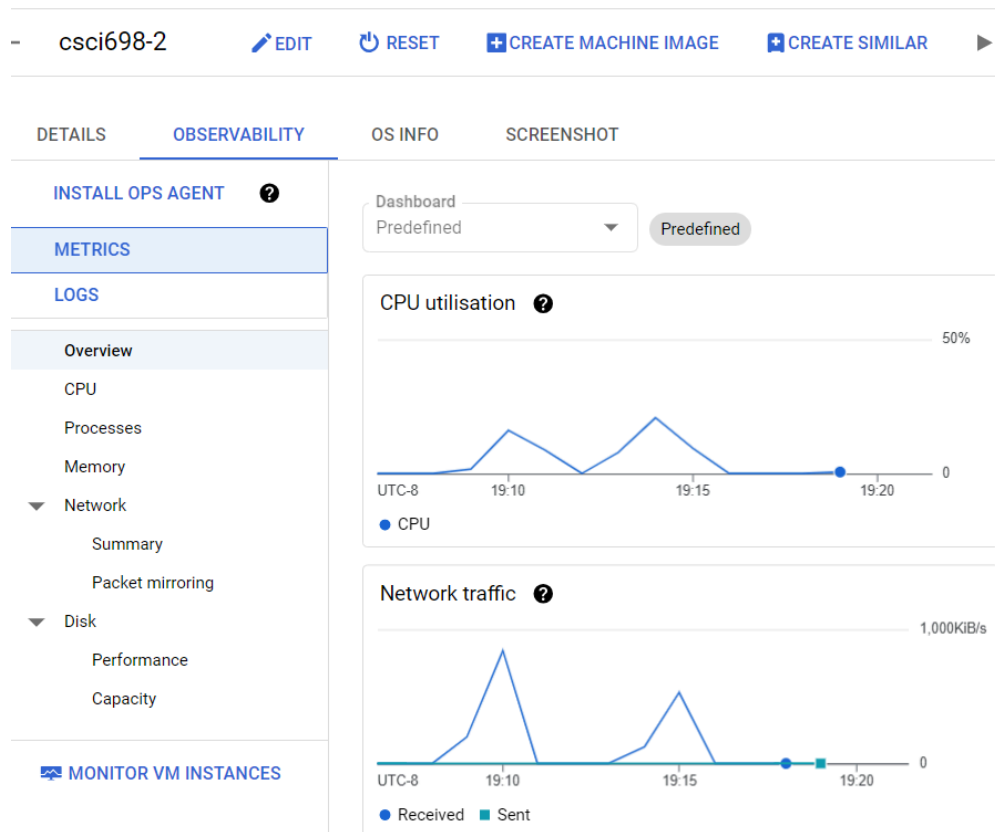 csci698-2 EDIT RESET CREATE MACHINE IMAGE CREATE SIMILAR
DETAILS OBSERVABILITY OS INFO SCREENSHOT
INSTALL OPS AGENT ?
METRICS
LOGS
Overview
CPU
Processes
Memory
Network
Summary
Packet mirroring
Disk
Performance
Capacity
MONITOR VM INSTANCES
Dashboard
Predefined Predefined
CPU utilisation ?
50%
0
UTC-8 19:10 19:15 19:20
CPU
Network traffic ?
1,000KiB/s
0
UTC-8 19:10 19:15 19:20
Received Sent